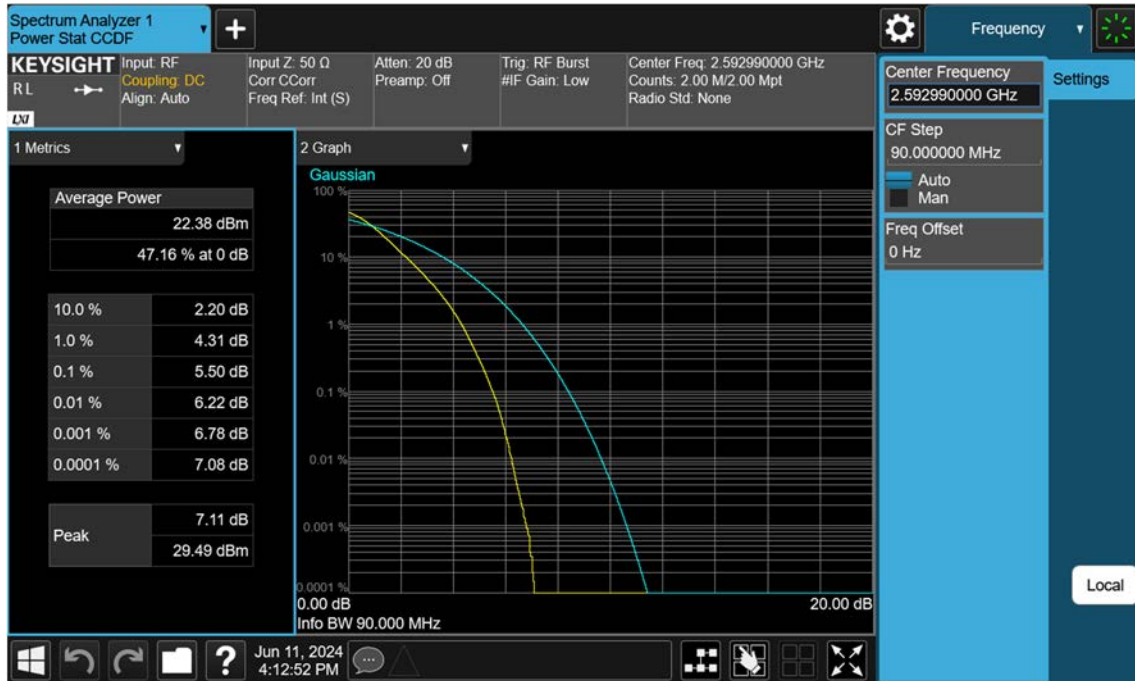 Spectrum Analyzer 1
Power Stat CCDF
Frequency
KEYSIGHT
R L
LXI
Input: RF
Coupling: DC
Align: Auto
Input Z: 50 Ω
Corr CCorr
Freq Ref: Int (S)
Atten: 20 dB
Preamp: Off
Trig: RF Burst
#IF Gain: Low
Center Freq: 2.592990000 GHz
Counts: 2.00 M/2.00 Mpt
Radio Std: None
Center Frequency
2.592990000 GHz
Settings
CF Step
90.000000 MHz
Auto
Man
Freq Offset
0 Hz
Local
1 Metrics
Average Power
22.38 dBm
47.16 % at 0 dB
10.0 % 2.20 dB
1.0 % 4.31 dB
0.1 % 5.50 dB
0.01 % 6.22 dB
0.001 % 6.78 dB
0.0001 % 7.08 dB
Peak
7.11 dB
29.49 dBm
2 Graph
Gaussian
100 %
10 %
1 %
0.1 %
0.01 %
0.001 %
0.0001 %
0.00 dB 20.00 dB
Info BW 90.000 MHz
?
Jun 11, 2024
4:12:52 PM